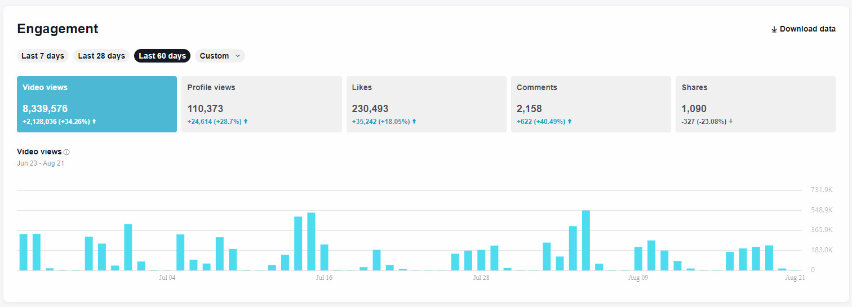 Engagement
Download data
Last 7 days Last 28 days Last 60 days Custom
Video views Profile views Likes Comments Shares
8,339,576 110,373 230,493 2,158 1,090
+2,128,036 (+34.26%) +24,614 (+28.7%) +35,242 (+18.05%) +622 (+40.49%) -327 (-23.08%)
Video views
Jun 23 - Aug 21
731.9K
548.9K
365.9K
183.0K
0
Jul 04 Jul 16 Jul 28 Aug 09 Aug 21